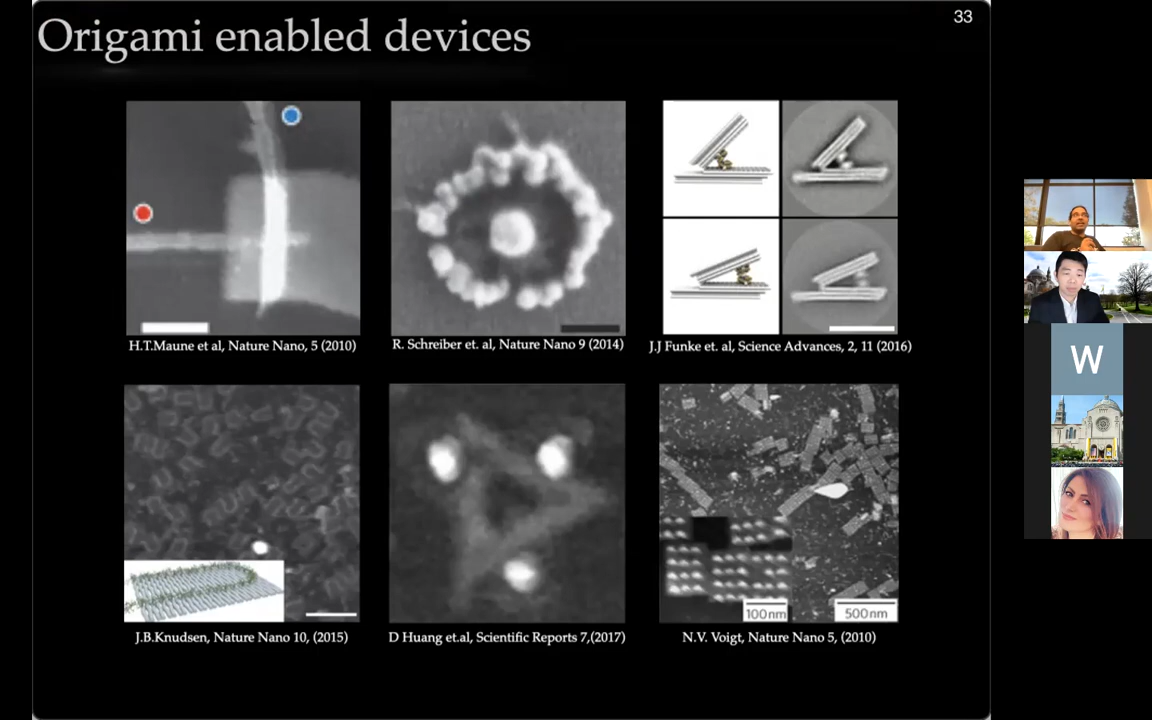 Origami enabled devices
33
H.T.Maune et al, Nature Nano, 5 (2010)
R. Schreiber et. al, Nature Nano 9 (2014)
J.J Funke et. al, Science Advances, 2, 11 (2016)
100nm
500nm
J.B.Knudsen, Nature Nano 10, (2015)
D Huang et.al, Scientific Reports 7,(2017)
N.V. Voigt, Nature Nano 5, (2010)
W